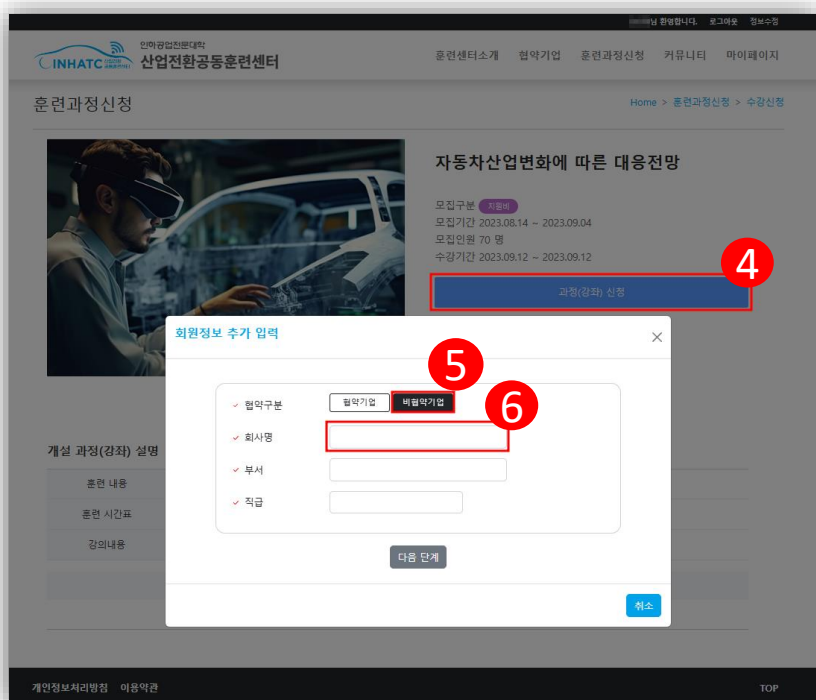 님 환영합니다. 로그아웃 정보수정
INHATC
인하공업전문대학
산업전환공동훈련센터
훈련센터소개 협약기업 훈련과정신청 커뮤니티 마이페이지
훈련과정신청
Home > 훈련과정신청 > 수강신청
자동차산업변화에 따른 대응전망
모집구분 지원비
모집기간 2023.08.14 ~ 2023.09.04
모집인원 70 명
수강기간 2023.09.12 ~ 2023.09.12
4
과정(강좌) 신청
회원정보 추가 입력
×
5
✓ 협약구분 협약기업 비협약기업
6
✓ 회사명
✓ 부서
✓ 직급
다음 단계
취소
개설 과정(강좌) 설명
훈련 내용
훈련 시간표
강의내용
개인정보처리방침 이용약관
TOP